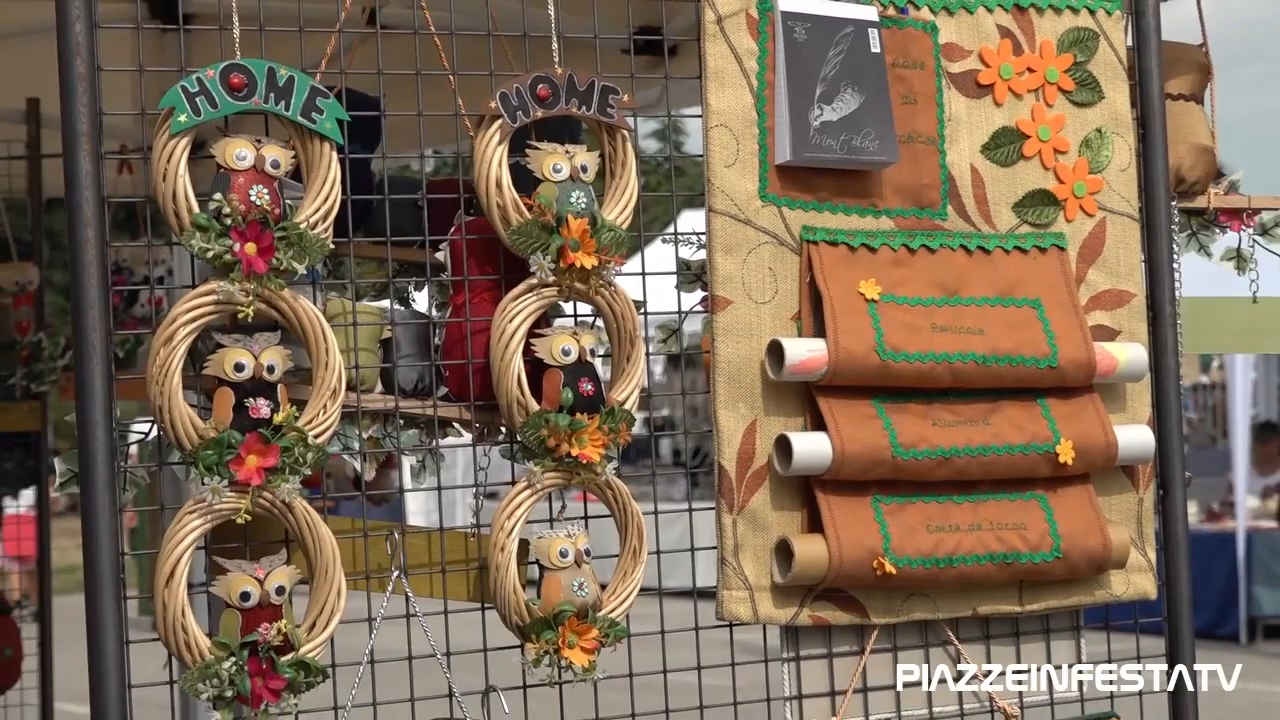 HOME
HOME
Mont Blanc
Pellicola
Alluminio
Carta da forno
PIAZZEINFESTATV